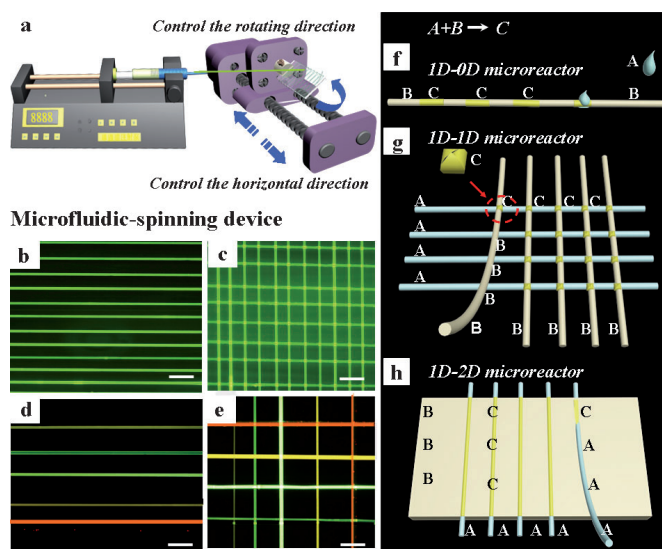 a
Control the rotating direction
8888
Control the horizontal direction
Microfluidic-spinning device
b
c
d
e
A+B → C
f
A
1D-0D microreactor
B C C C B
g
1D-1D microreactor
C
A C C C C
A
B
A
B
A B
B B B B B
h
1D-2D microreactor
B C C
B C A
B C A
A A A A